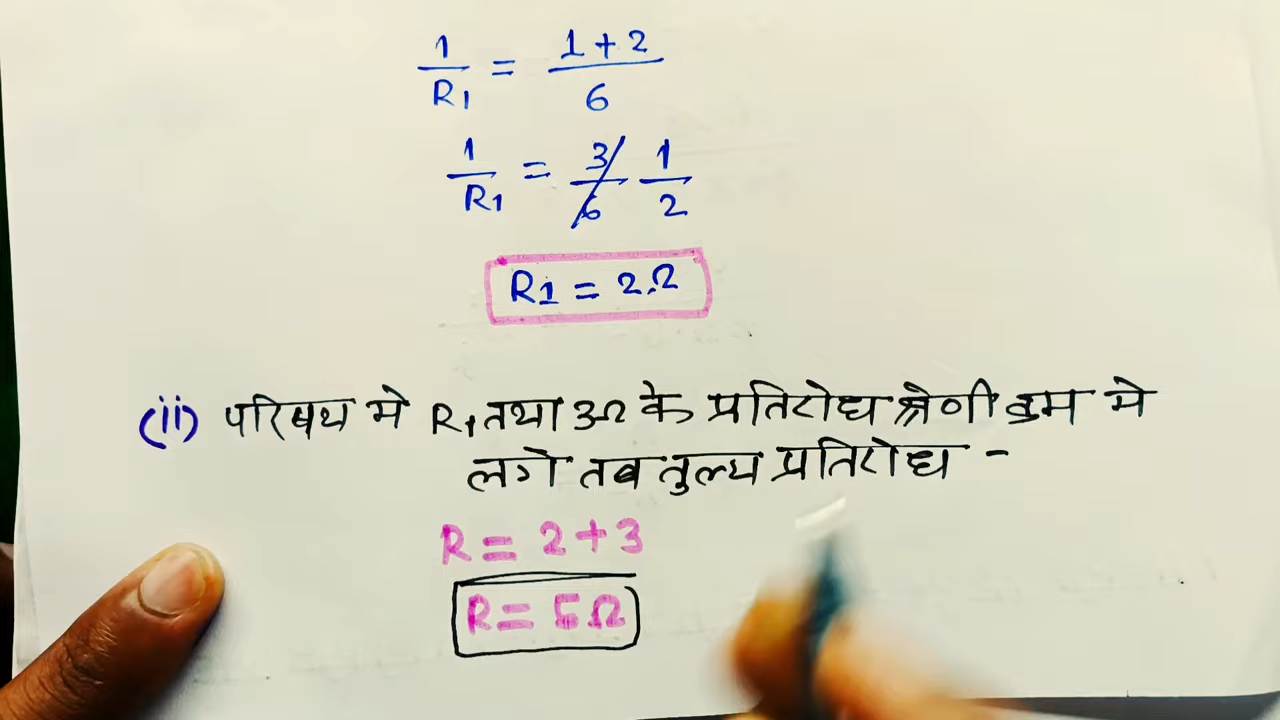 1/R1 = 1+2/6
1/R1 = 3/6 1/2
R1 = 2Ω
(ii) परिबथ मे R1 तथा 3Ω के प्रतिरोध श्रेणी क्रम मे
लगे तब तुल्य प्रतिरोध -
R = 2+3
R = 5Ω